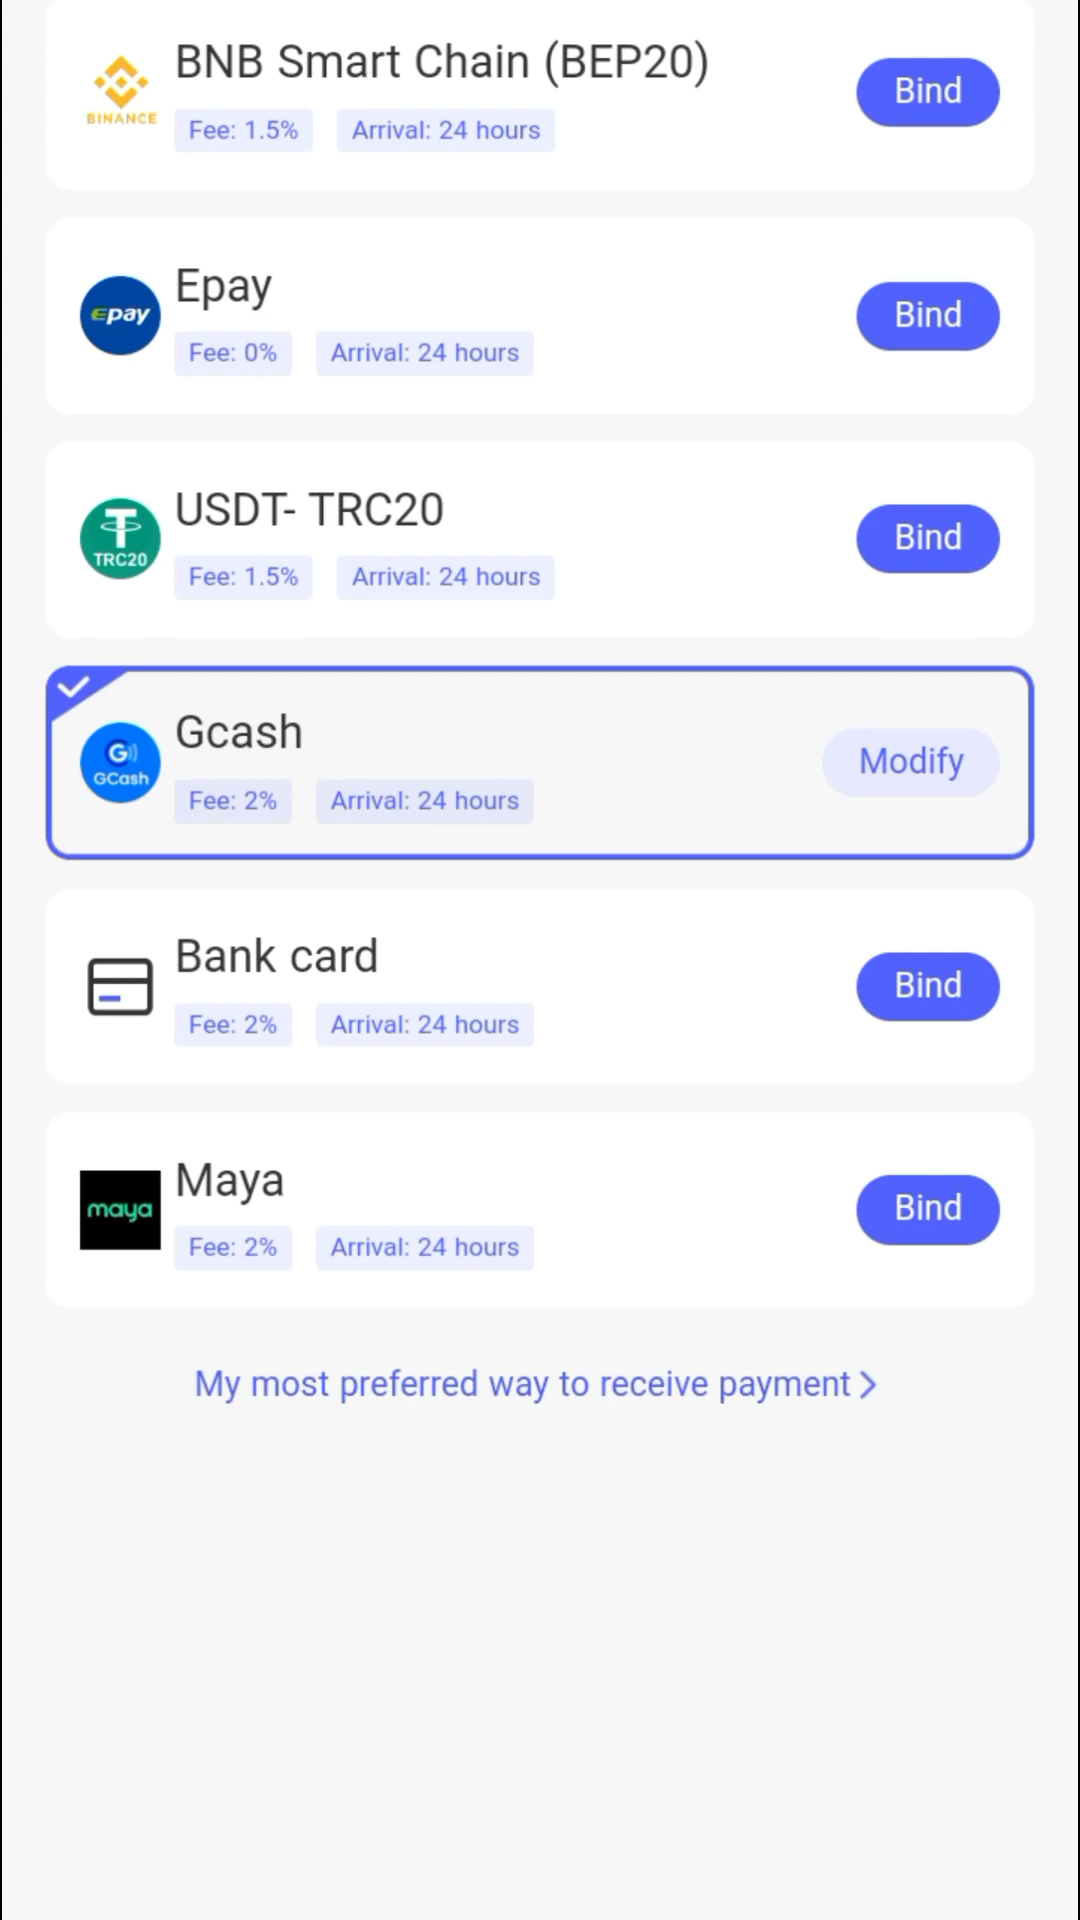 BNB Smart Chain (BEP20)
BINANCE
Fee: 1.5% Arrival: 24 hours
Bind
Epay
Epay
Fee: 0% Arrival: 24 hours
Bind
USDT- TRC20
T
TRC20
Fee: 1.5% Arrival: 24 hours
Bind
Gcash
G
GCash
Fee: 2% Arrival: 24 hours
Modify
Bank card
Fee: 2% Arrival: 24 hours
Bind
Maya
maya
Fee: 2% Arrival: 24 hours
Bind
My most preferred way to receive payment